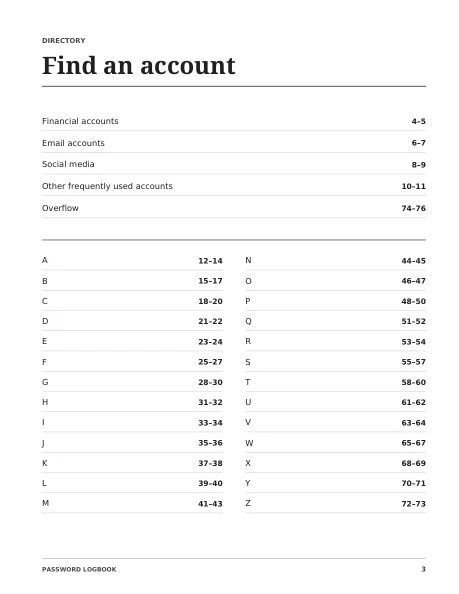 DIRECTORY
Find an account
Financial accounts 4–5
Email accounts 6–7
Social media 8–9
Other frequently used accounts 10–11
Overflow 74–76
A 12–14
B 15–17
C 18–20
D 21–22
E 23–24
F 25–27
G 28–30
H 31–32
I 33–34
J 35–36
K 37–38
L 39–40
M 41–43
N 44–45
O 46–47
P 48–50
Q 51–52
R 53–54
S 55–57
T 58–60
U 61–62
V 63–64
W 65–67
X 68–69
Y 70–71
Z 72–73
PASSWORD LOGBOOK 3